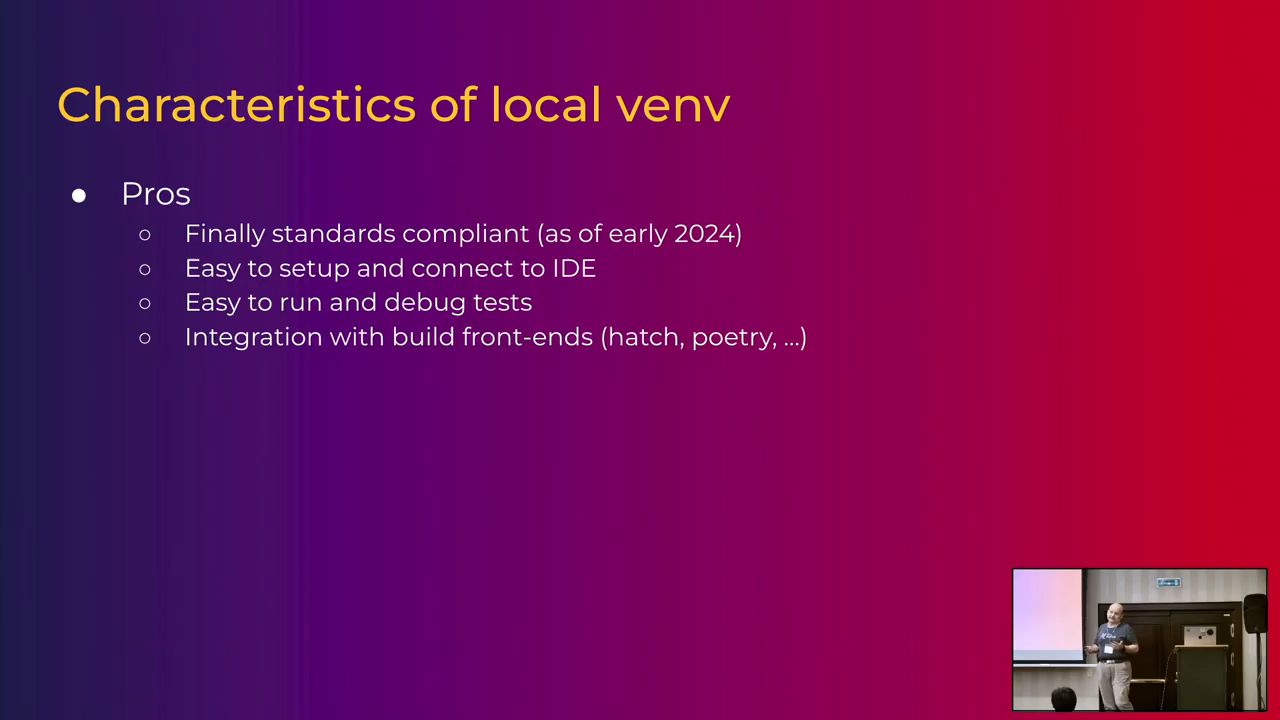 Characteristics of local venv
● Pros
○ Finally standards compliant (as of early 2024)
○ Easy to setup and connect to IDE
○ Easy to run and debug tests
○ Integration with build front-ends (hatch, poetry, ...)